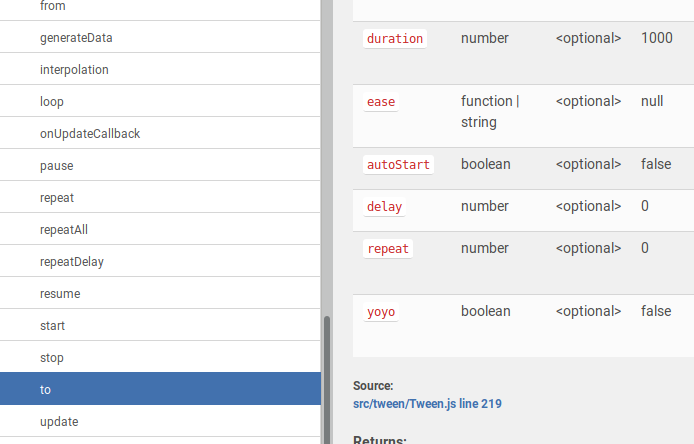 from
generateData
interpolation
loop
onUpdateCallback
pause
repeat
repeatAll
repeatDelay
resume
start
stop
to
update
duration number <optional> 1000
ease function | <optional> null
string
autoStart boolean <optional> false
delay number <optional> 0
repeat number <optional> 0
yoyo boolean <optional> false
Source:
src/tween/Tween.js line 219
Returns: